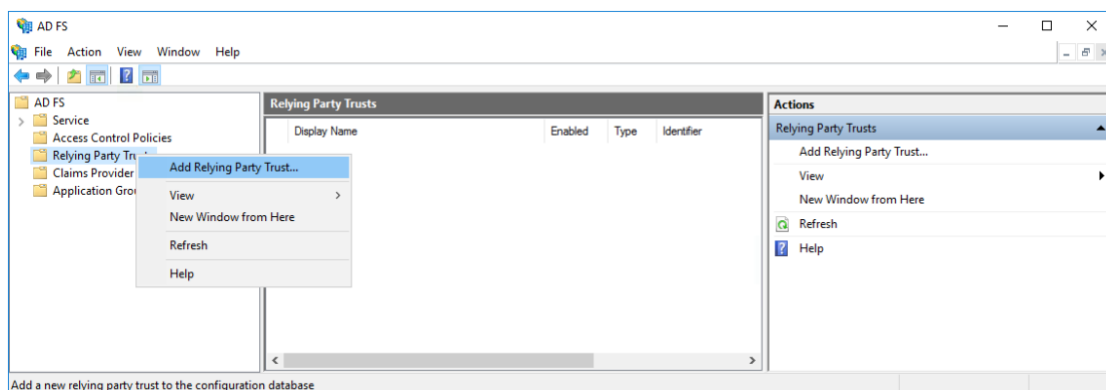 AD FS
File Action View Window Help
AD FS
Service
Access Control Policies
Relying Party
Claims Provider
Application
Add Relying Party Trust...
View
New Window from Here
Refresh
Help
Relying Party Trusts
Display Name Enabled Type Identifier
Actions
Relying Party Trusts
Add Relying Party Trust...
View
New Window from Here
Refresh
Help
Add a new relying party trust to the configuration database